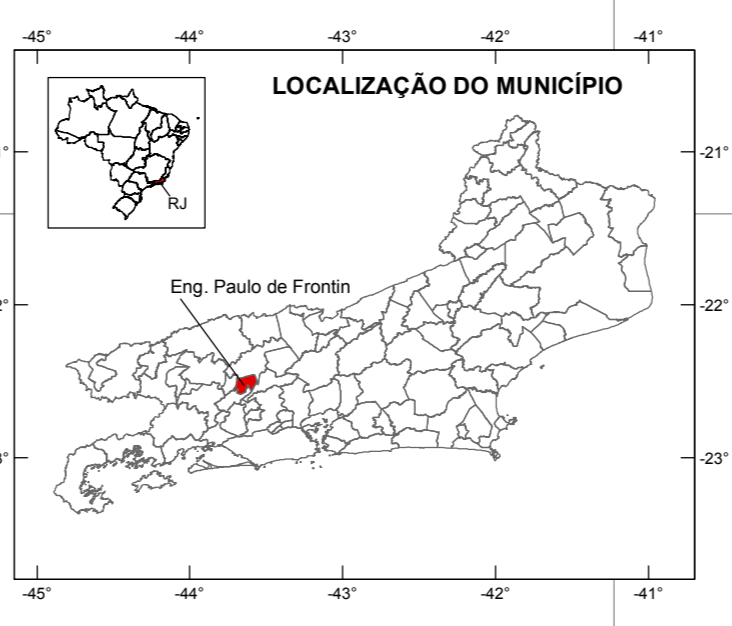 -45° -44° -43° -42° -41°
LOCALIZAÇÃO DO MUNICÍPIO
-21°
RJ
Eng. Paulo de Frontin
-22°
-23°
-45° -44° -43° -42° -41°